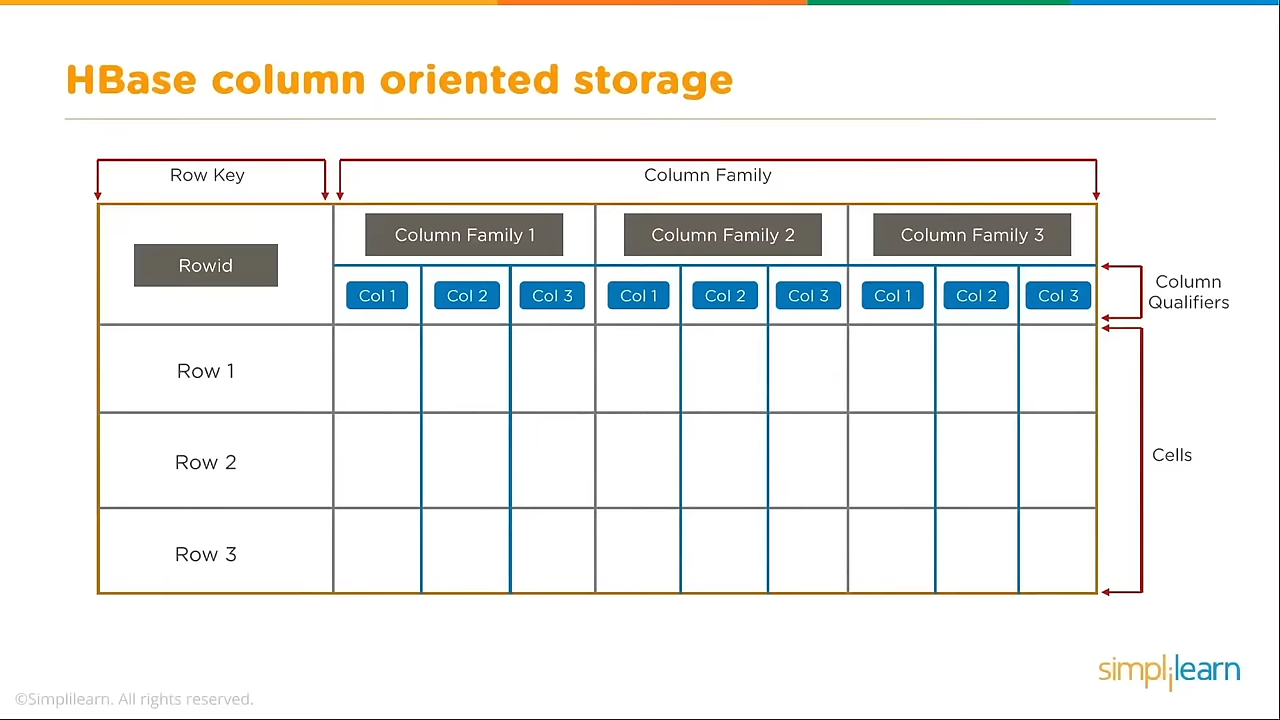 HBase column oriented storage
Row Key
Column Family
Rowid
Column Family 1
Column Family 2
Column Family 3
Col 1
Col 2
Col 3
Col 1
Col 2
Col 3
Col 1
Col 2
Col 3
Column
Qualifiers
Row 1
Row 2
Row 3
Cells
simplilearn
©Simplilearn. All rights reserved.